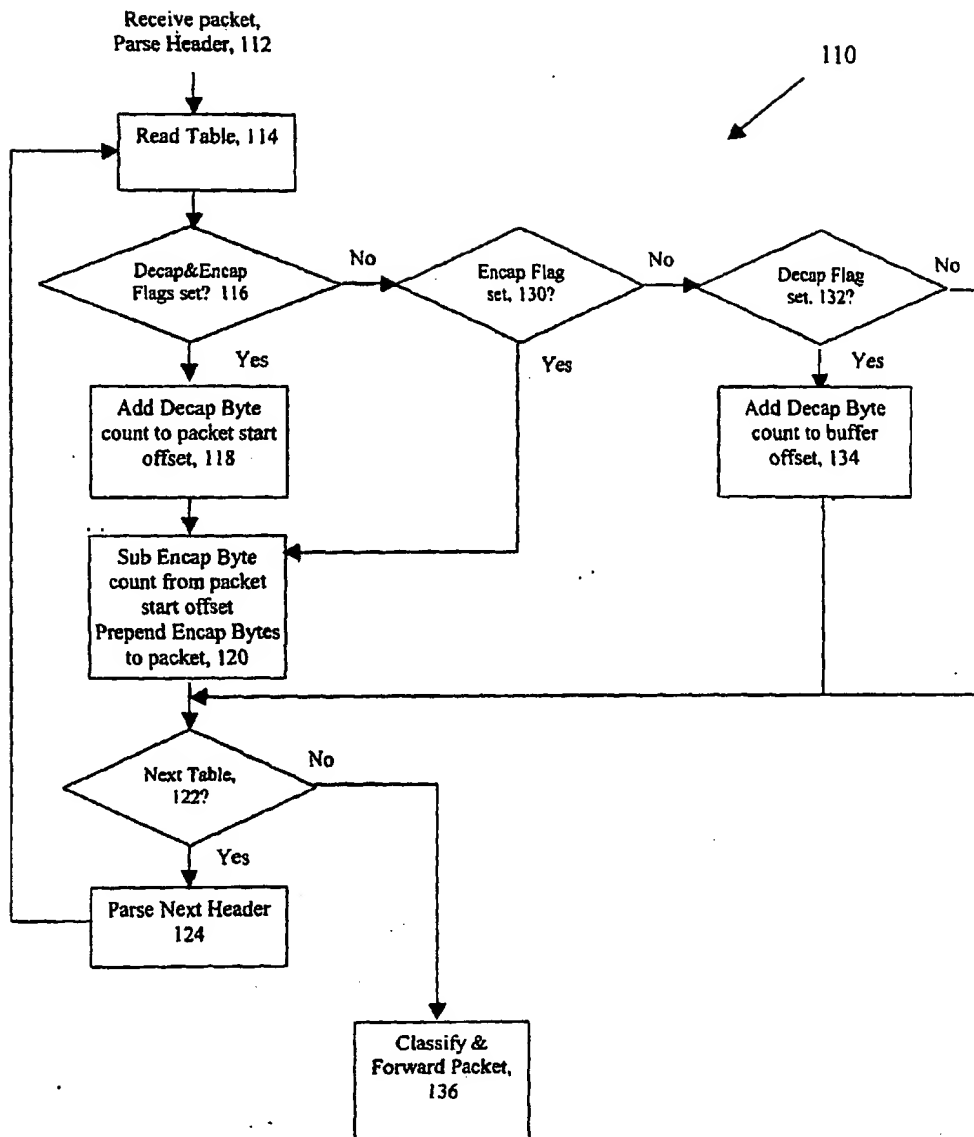 Receive packet,
Parse Header, 112
110
Read Table, 114
Decap&Encap
Flags set? 116
No
Encap Flag
set, 130?
No
Decap Flag
set, 132?
No
Yes
Yes
Yes
Add Decap Byte
count to packet start
offset, 118
Add Decap Byte
count to buffer
offset, 134
Sub Encap Byte
count from packet
start offset
Prepend Encap Bytes
to packet, 120
Next Table,
122?
No
Yes
Parse Next Header
124
Classify &
Forward Packet,
136